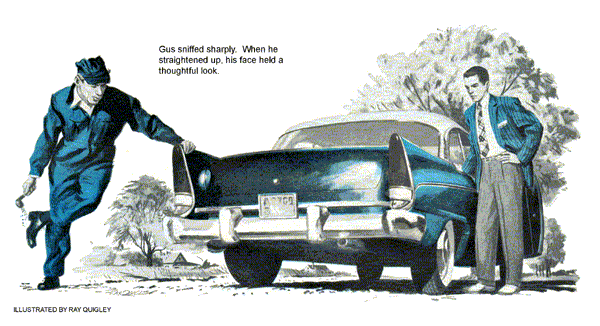 Gus sniffed sharply.  When he
straightened up, his face held a
thoughtful look.
ILLUSTRATED BY RAY QUIGLEY